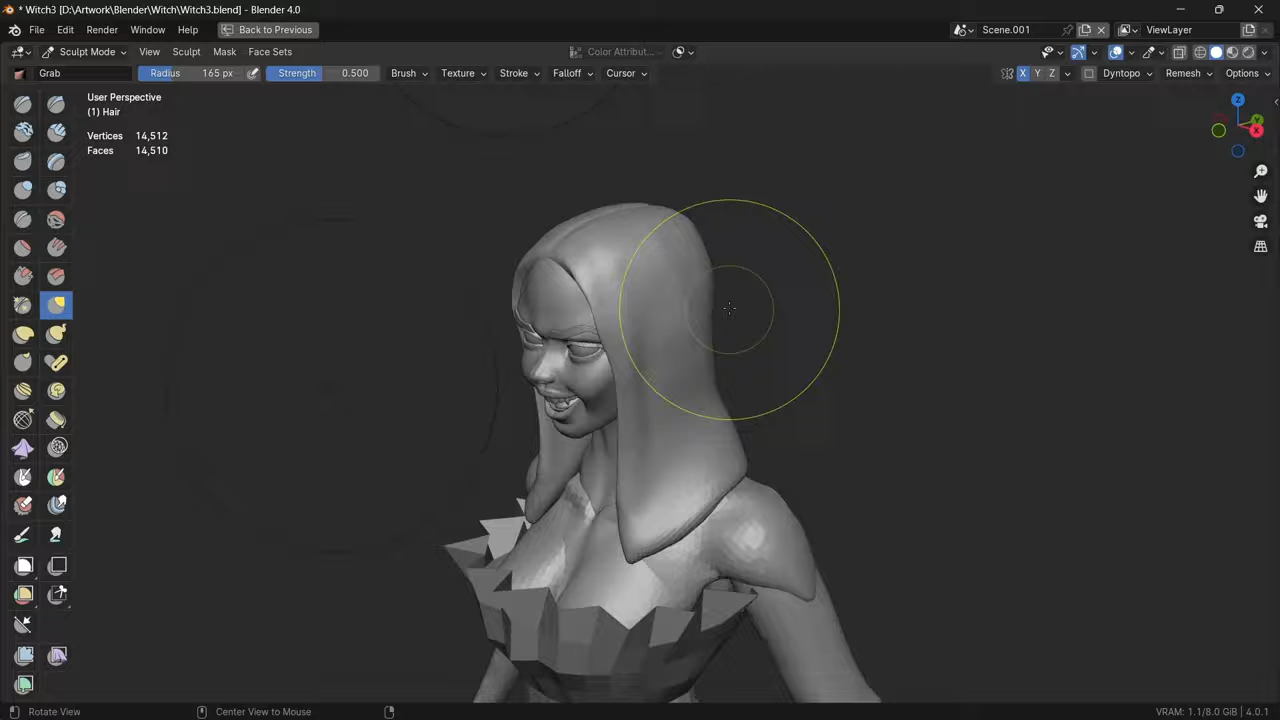 * Witch3 [D:\Artwork\Blender\Witch\Witch3.blend] - Blender 4.0
File Edit Render Window Help Back to Previous Scene.001 ViewLayer
Sculpt Mode View Sculpt Mask Face Sets Color Attribut...
Grab Radius 165 px Strength 0.500 Brush Texture Stroke Falloff Cursor X Y Z Dyntopo Remesh Options
User Perspective
(1) Hair
Vertices 14,512
Faces 14,510
Z
Y
X
Rotate View Center View to Mouse VRAM: 1.1/8.0 GiB | 4.0.1